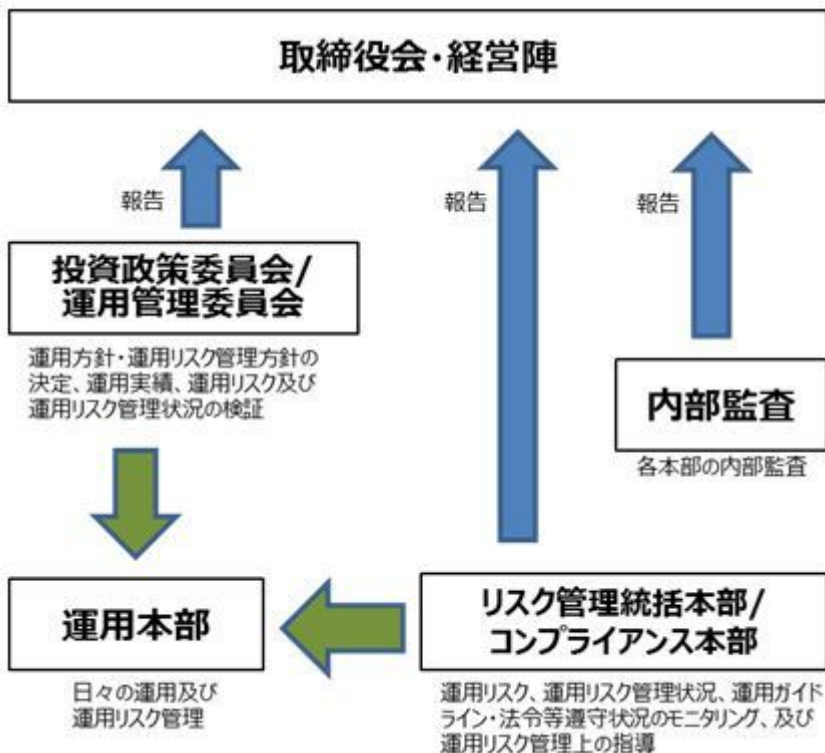 取締役会・経営陣
報告
報告
報告
投資政策委員会/
運用管理委員会
運用方針・運用リスク管理方針の
決定、運用実績、運用リスク及び
運用リスク管理状況の検証
内部監査
各本部の内部監査
運用本部
日々の運用及び
運用リスク管理
リスク管理統括本部/
コンプライアンス本部
運用リスク、運用リスク管理状況、運用ガイド
ライン・法令等遵守状況のモニタリング、及び
運用リスク管理上の指導